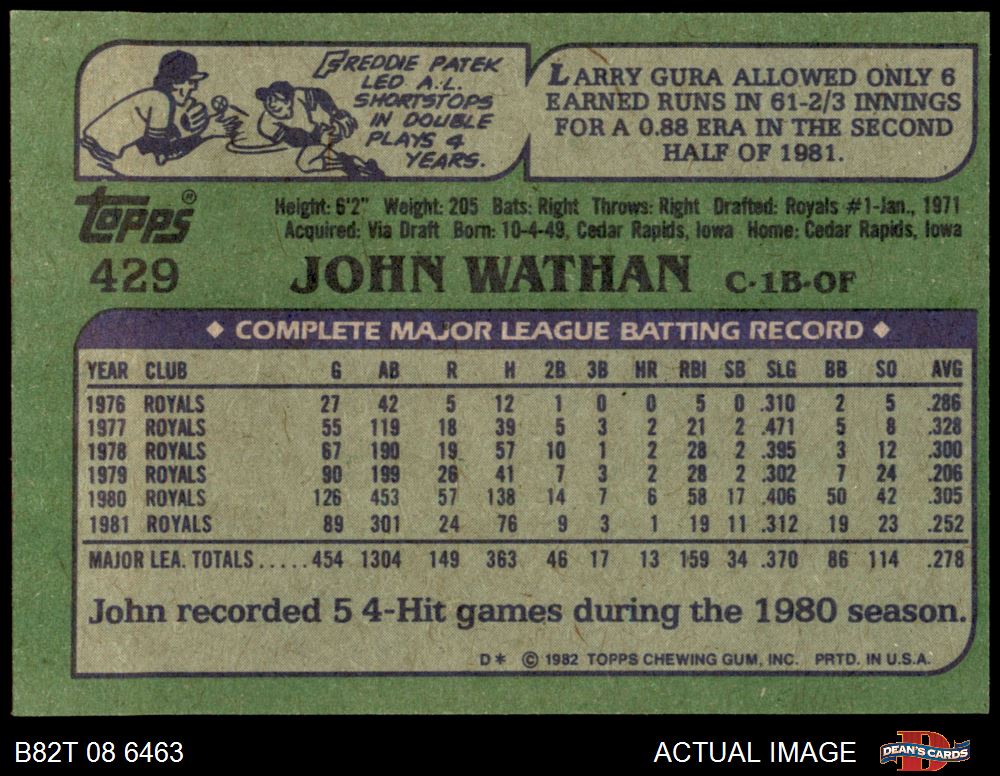 FREDDIE PATEK
LED A.L.
SHORTSTOPS
IN DOUBLE
PLAYS 4
YEARS.
LARRY GURA ALLOWED ONLY 6
EARNED RUNS IN 61-2/3 INNINGS
FOR A 0.88 ERA IN THE SECOND
HALF OF 1981.
Topps®
429
Height: 6'2" Weight: 205 Bats: Right Throws: Right Drafted: Royals #1-Jan., 1971
Acquired: Via Draft Born: 10-4-49, Cedar Rapids, Iowa Home: Cedar Rapids, Iowa
JOHN WATHAN C-1B-OF
◆ COMPLETE MAJOR LEAGUE BATTING RECORD ◆
YEAR CLUB G AB R H 2B 3B HR RBI SB SLG BB SO AVG
1976 ROYALS 27 42 5 12 1 0 0 5 0 .310 2 5 .286
1977 ROYALS 55 119 18 39 5 3 2 21 2 .471 5 8 .328
1978 ROYALS 67 190 19 57 10 1 2 28 2 .395 3 12 .300
1979 ROYALS 90 199 26 41 7 3 2 28 2 .302 7 24 .206
1980 ROYALS 126 453 57 138 14 7 6 58 17 .406 50 42 .305
1981 ROYALS 89 301 24 76 9 3 1 19 11 .312 19 23 .252
MAJOR LEA. TOTALS.....454 1304 149 363 46 17 13 159 34 .370 86 114 .278
John recorded 5 4-Hit games during the 1980 season.
D* © 1982 TOPPS CHEWING GUM, INC. PRTD. IN U.S.A.
B82T 08 6463
ACTUAL IMAGE
DEAN'S CARDS